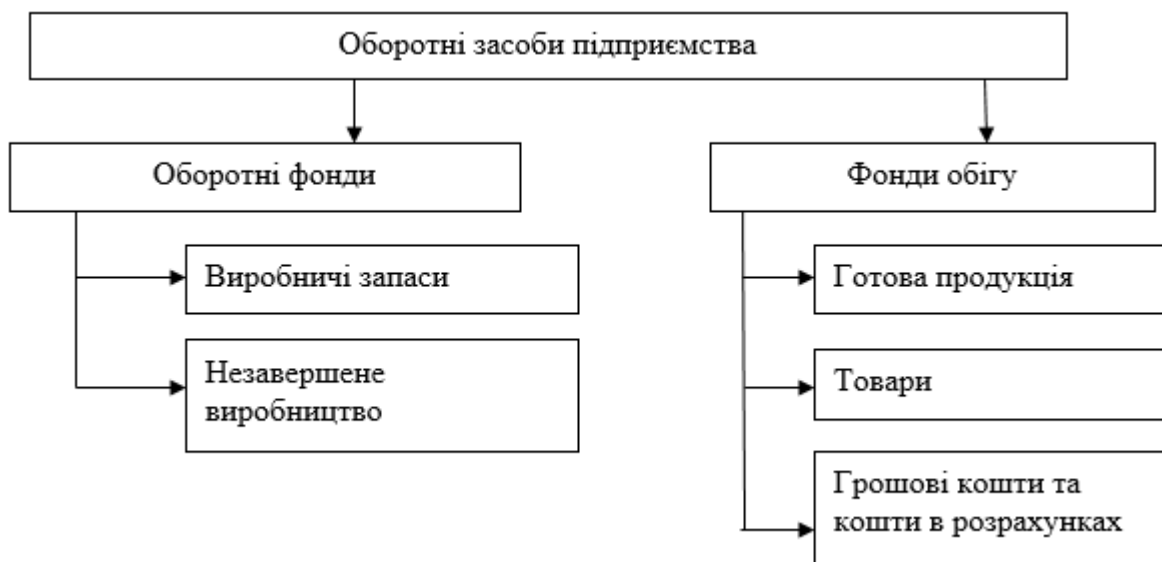 Оборотні засоби підприємства
Оборотні фонди
Фонди обігу
Виробничі запаси
Готова продукція
Незавершене
виробництво
Товари
Грошові кошти та
кошти в розрахунках